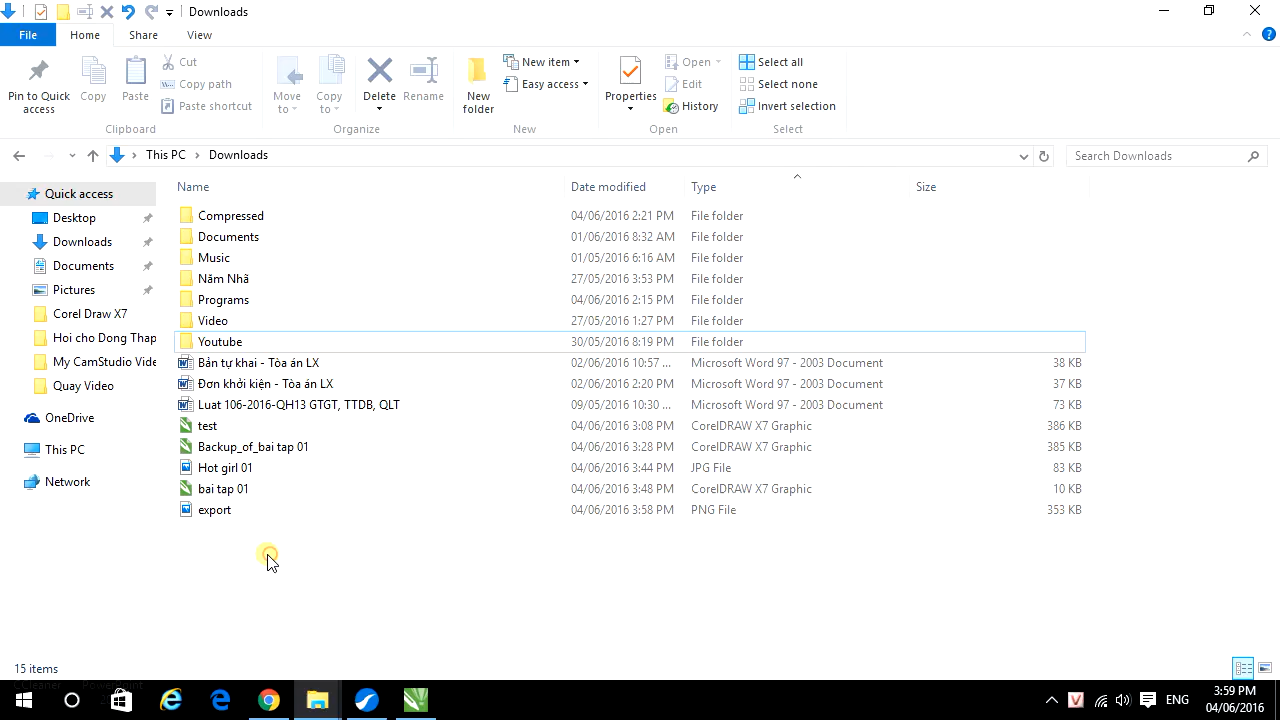 Downloads
File Home Share View
Pin to Quick access
Copy
Paste
Cut
Copy path
Paste shortcut
Clipboard
Move to
Copy to
Delete
Rename
Organize
New folder
New item
Easy access
New
Properties
Open
Edit
History
Open
Select all
Select none
Invert selection
Select
This PC > Downloads
Search Downloads
Quick access
Desktop
Downloads
Documents
Pictures
Corel Draw X7
Hoi cho Dong Thap
My CamStudio Vide
Quay Video
OneDrive
This PC
Network
Name Date modified Type Size
Compressed 04/06/2016 2:21 PM File folder
Documents 01/06/2016 8:32 AM File folder
Music 01/05/2016 6:16 AM File folder
Năm Nhã 27/05/2016 3:53 PM File folder
Programs 04/06/2016 2:15 PM File folder
Video 27/05/2016 1:27 PM File folder
Youtube 30/05/2016 8:19 PM File folder
Bản tự khai - Tòa án LX 02/06/2016 10:57 ... Microsoft Word 97 - 2003 Document 38 KB
Đơn khởi kiện - Tòa án LX 02/06/2016 2:20 PM Microsoft Word 97 - 2003 Document 37 KB
Luat 106-2016-QH13 GTGT, TTDB, QLT 09/05/2016 10:30 ... Microsoft Word 97 - 2003 Document 73 KB
test 04/06/2016 3:08 PM CorelDRAW X7 Graphic 386 KB
Backup_of_bai tap 01 04/06/2016 3:28 PM CorelDRAW X7 Graphic 385 KB
Hot girl 01 04/06/2016 3:44 PM JPG File 83 KB
bai tap 01 04/06/2016 3:48 PM CorelDRAW X7 Graphic 10 KB
export 04/06/2016 3:58 PM PNG File 353 KB
15 items
CCleaner PowerPoint
ENG
3:59 PM
04/06/2016